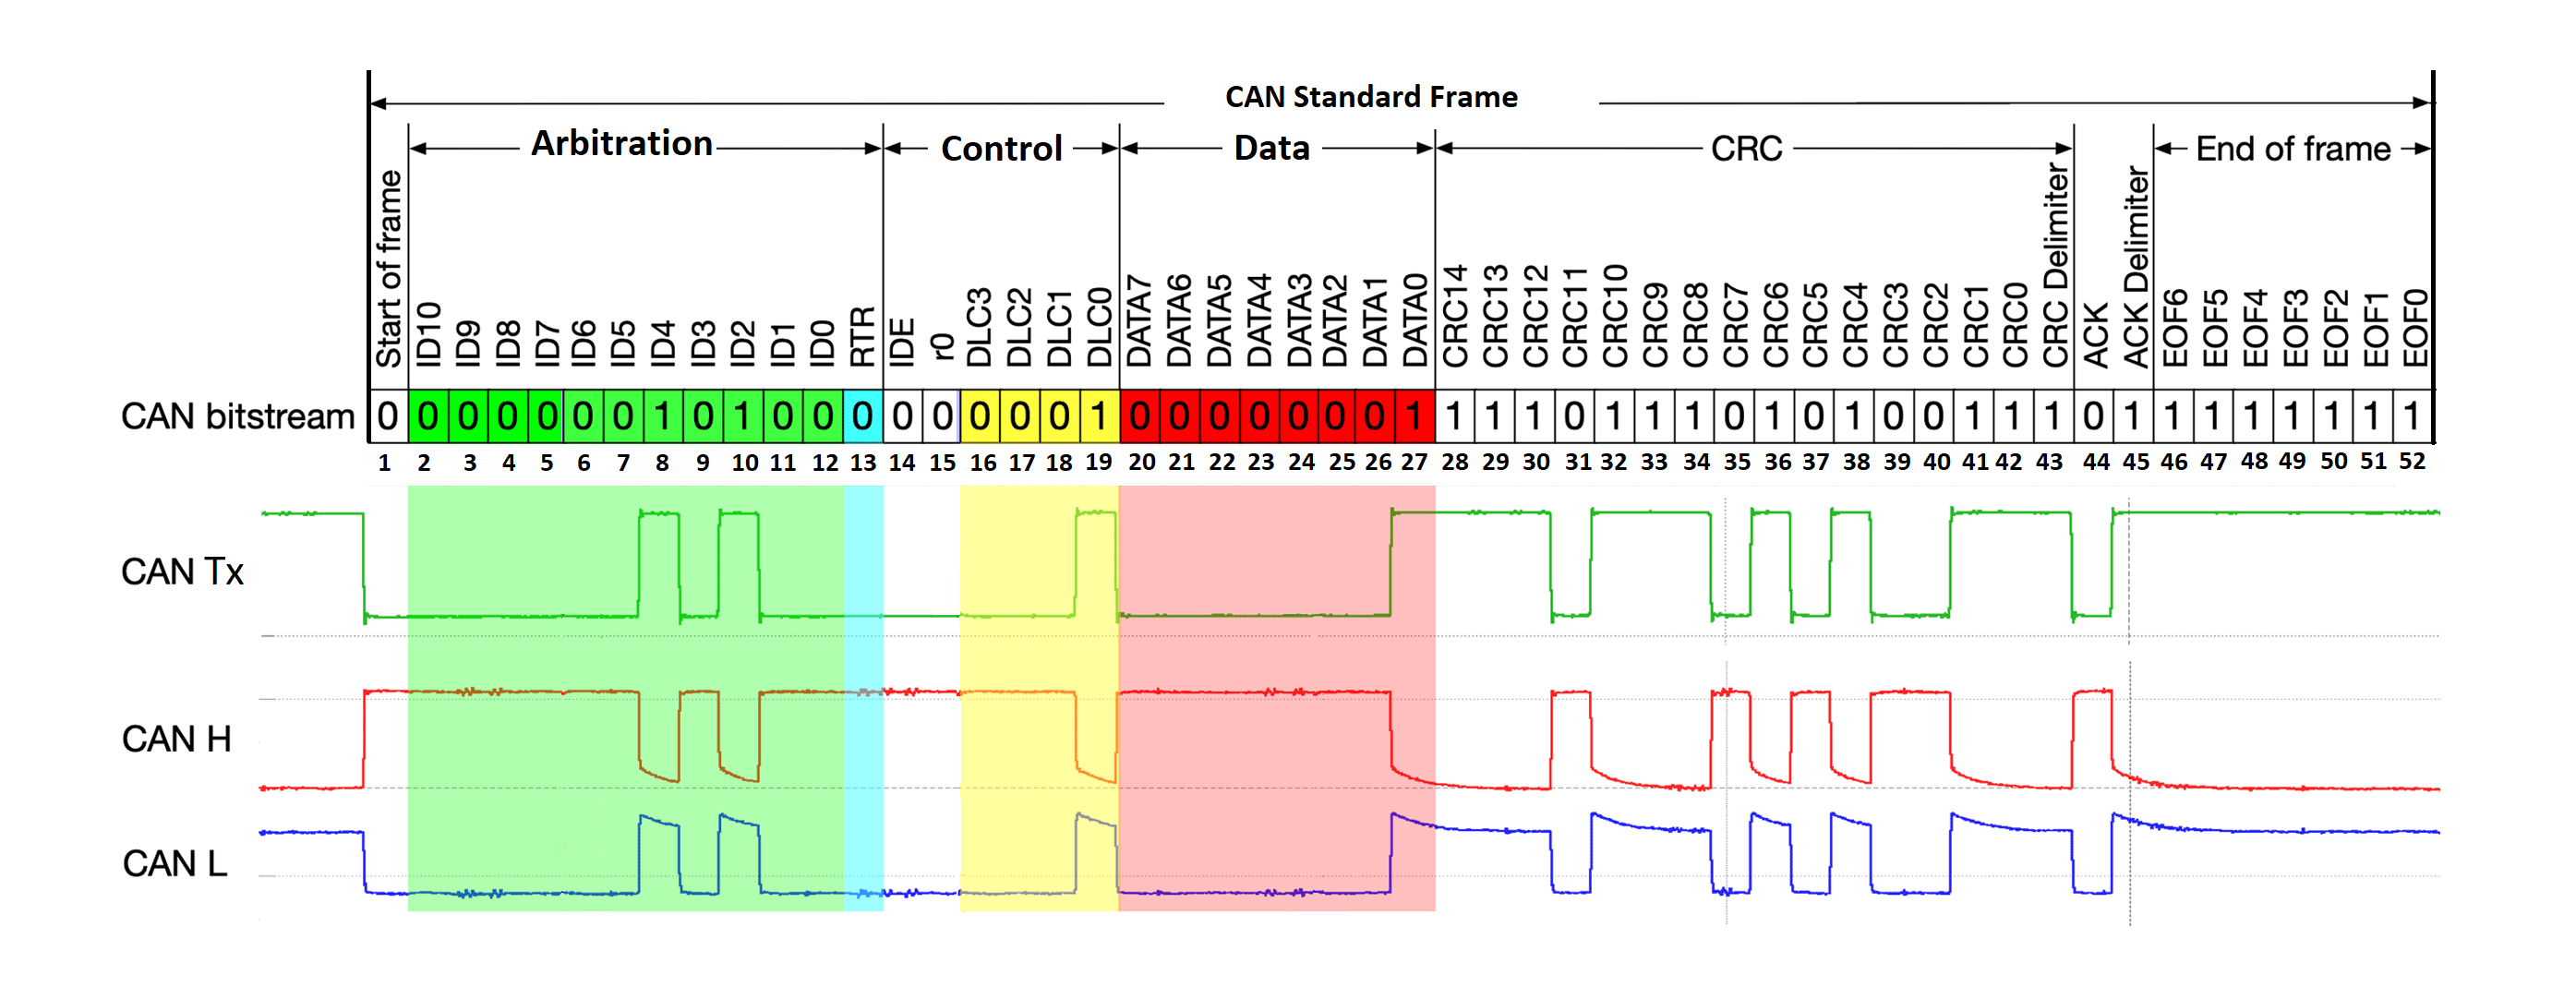 CAN Standard Frame
Arbitration Control Data CRC End of frame
Start of frame ID10 ID9 ID8 ID7 ID6 ID5 ID4 ID3 ID2 ID1 ID0 RTR IDE r0 DLC3 DLC2 DLC1 DLC0 DATA7 DATA6 DATA5 DATA4 DATA3 DATA2 DATA1 DATA0 CRC14 CRC13 CRC12 CRC11 CRC10 CRC9 CRC8 CRC7 CRC6 CRC5 CRC4 CRC3 CRC2 CRC1 CRC0 CRC Delimiter ACK ACK Delimiter EOF6 EOF5 EOF4 EOF3 EOF2 EOF1 EOF0
CAN bitstream 0 0 0 0 0 0 0 1 0 1 0 0 0 0 0 0 0 0 1 0 0 0 0 0 0 0 1 1 1 1 0 1 1 1 0 1 0 1 0 0 1 1 1 0 1 1 1 1 1 1 1 1
1 2 3 4 5 6 7 8 9 10 11 12 13 14 15 16 17 18 19 20 21 22 23 24 25 26 27 28 29 30 31 32 33 34 35 36 37 38 39 40 41 42 43 44 45 46 47 48 49 50 51 52
CAN Tx
CAN H
CAN L